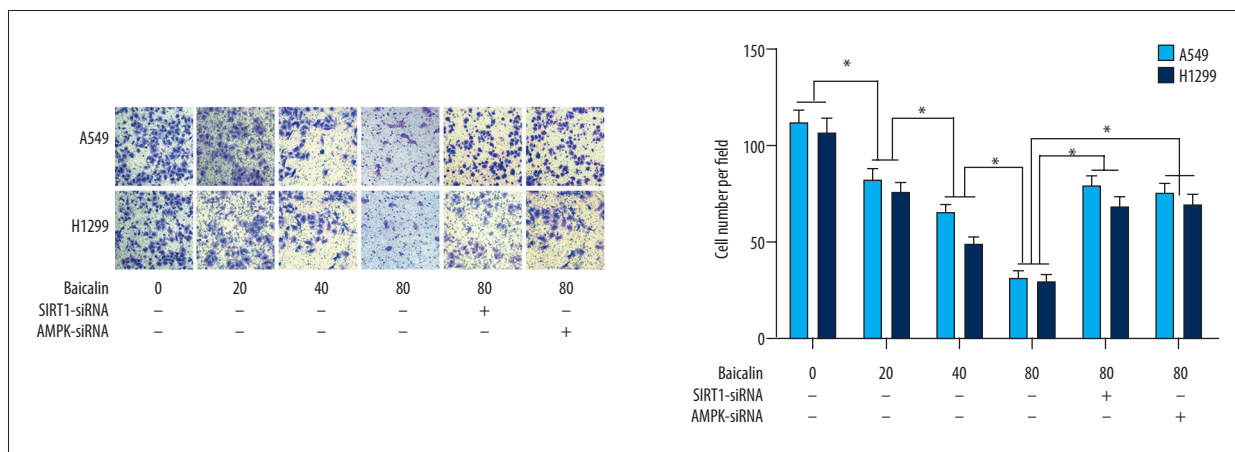 A549
H1299
Baicalin 0 20 40 80 80 80
SIRT1-siRNA – – – – + –
AMPK-siRNA – – – – – +
Cell number per field
150
100
50
0
A549
H1299
* * * * *
Baicalin 0 20 40 80 80 80
SIRT1-siRNA – – – – + –
AMPK-siRNA – – – – – +